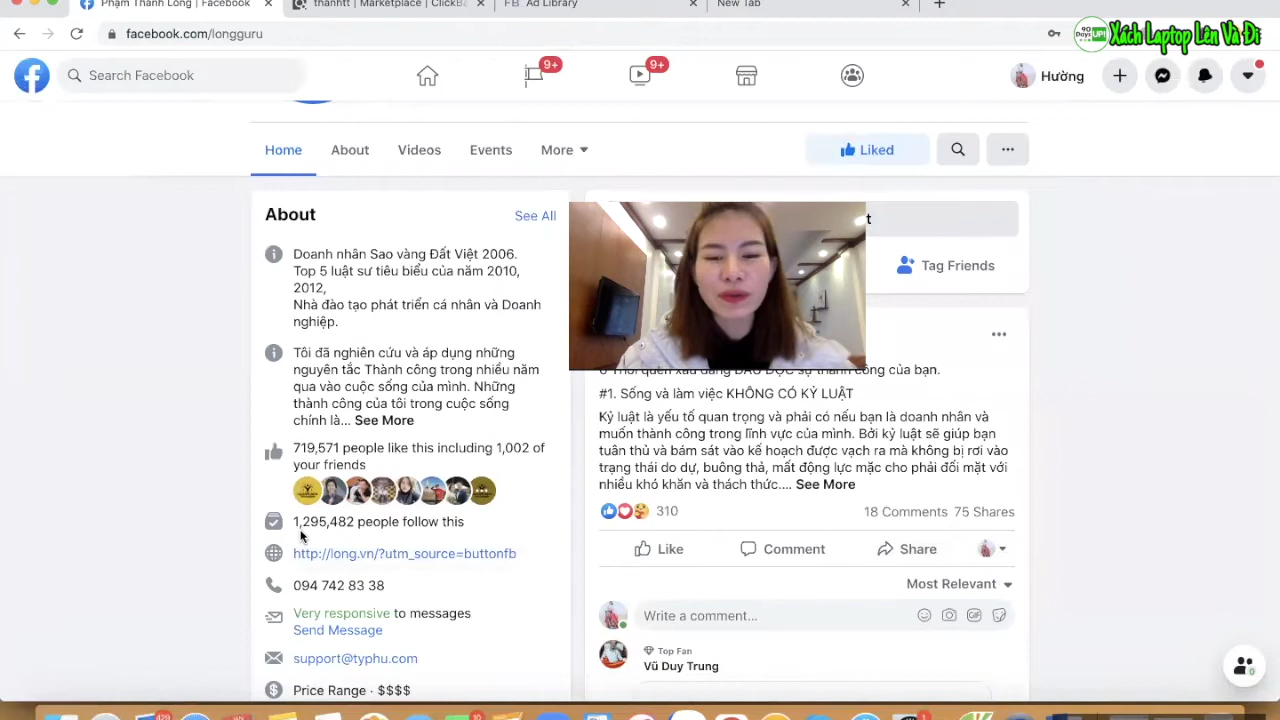 Phạm Thành Long | Facebook
thanhtt | Marketplace | ClickBa
Ad Library
New Tab
facebook.com/longguru
90 Days UP!
Xách Laptop Lên Và Đi
Search Facebook
9+
9+
Hường
Home
About
Videos
Events
More
Liked
About
See All
Doanh nhân Sao vàng Đất Việt 2006.
Top 5 luật sư tiêu biểu của năm 2010,
2012,
Nhà đào tạo phát triển cá nhân và Doanh
nghiệp.
Tôi đã nghiên cứu và áp dụng những
nguyên tắc Thành công trong nhiều năm
qua vào cuộc sống của mình. Những
thành công của tôi trong cuộc sống
chính là... See More
719,571 people like this including 1,002 of
your friends
1,295,482 people follow this
http://long.vn/?utm_source=buttonfb
094 742 83 38
Very responsive to messages
Send Message
support@typhu.com
Price Range · $$$$
Tag Friends
công của bạn.
#1. Sống và làm việc KHÔNG CÓ KỶ LUẬT
Kỷ luật là yếu tố quan trọng và phải có nếu bạn là doanh nhân và
muốn thành công trong lĩnh vực của mình. Bởi kỷ luật sẽ giúp bạn
tuân thủ và bám sát vào kế hoạch được vạch ra mà không bị rơi vào
trạng thái do dự, buông thả, mất động lực mặc cho phải đối mặt với
nhiều khó khăn và thách thức.... See More
310
18 Comments 75 Shares
Like
Comment
Share
Most Relevant
Write a comment...
GIF
Top Fan
Vũ Duy Trung